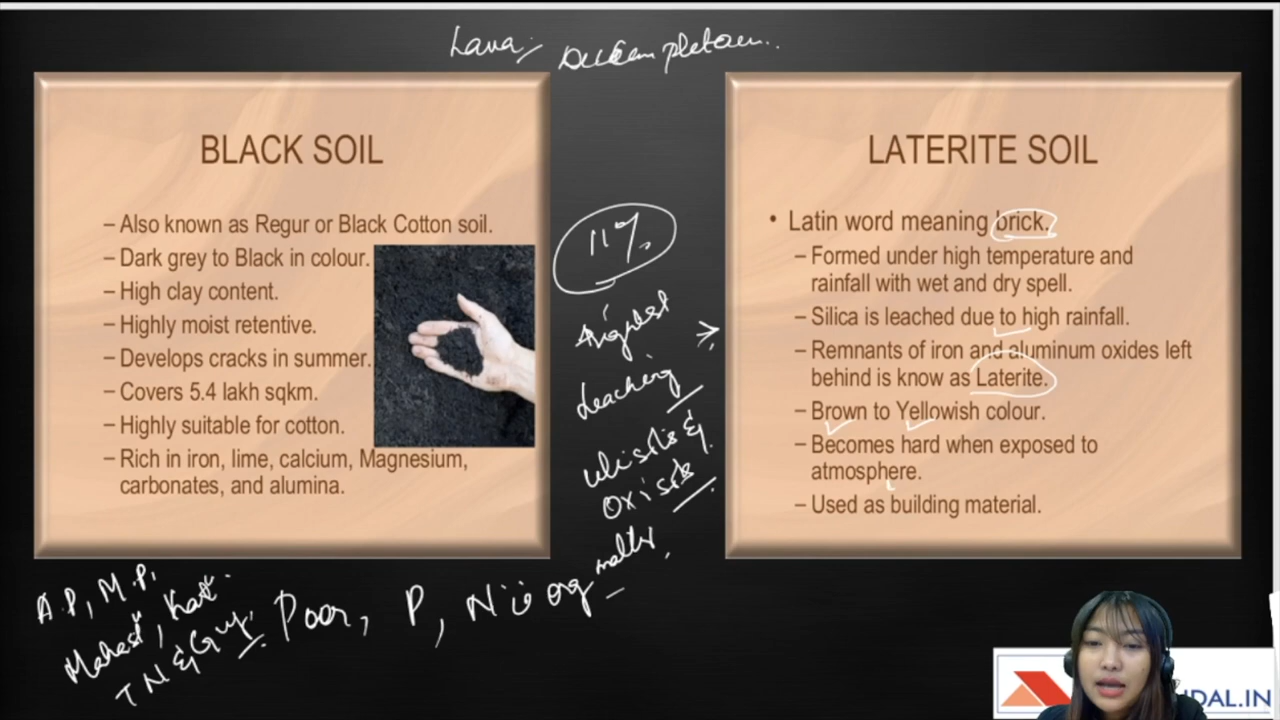 Lava,
BLACK SOIL
– Also known as Regur or Black Cotton soil.
– Dark grey to Black in colour.
– High clay content.
– Highly moist retentive.
– Develops cracks in summer.
– Covers 5.4 lakh sqkm.
– Highly suitable for cotton.
– Rich in iron, lime, calcium, Magnesium,
carbonates, and alumina.
11%
Highest
Leaching
Oxisols
matter
LATERITE SOIL
• Latin word meaning brick.
– Formed under high temperature and
rainfall with wet and dry spell.
– Silica is leached due to high rainfall.
– Remnants of iron and aluminum oxides left
behind is know as Laterite.
– Brown to Yellowish colour.
– Becomes hard when exposed to
atmosphere.
– Used as building material.
A.P, M.P,
TN & Guj. Poor, P, N
org
DAL.IN